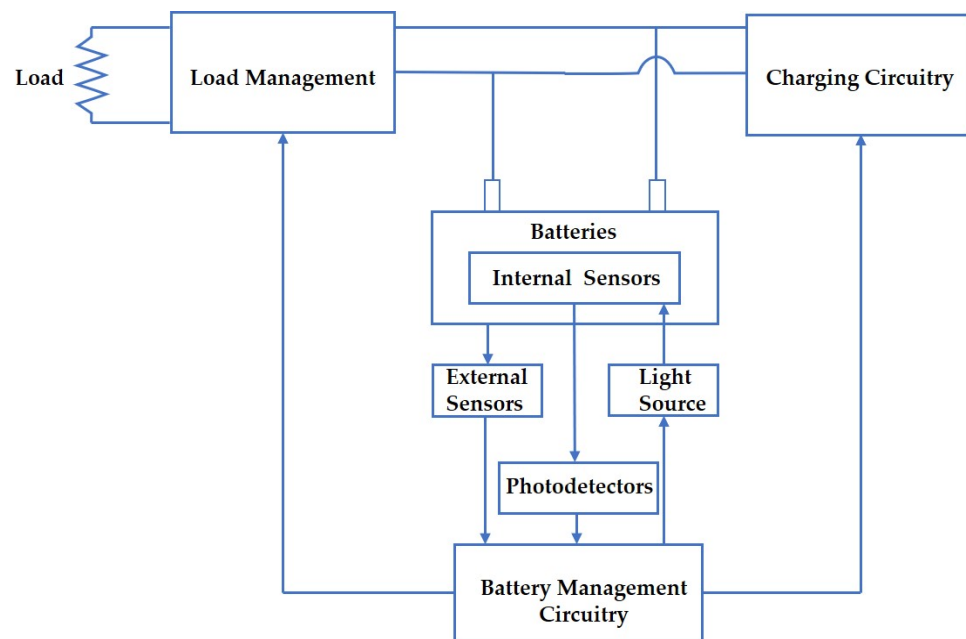 Load
Load Management
Charging Circuitry
Batteries
Internal Sensors
External
Sensors
Light
Source
Photodetectors
Battery Management
Circuitry